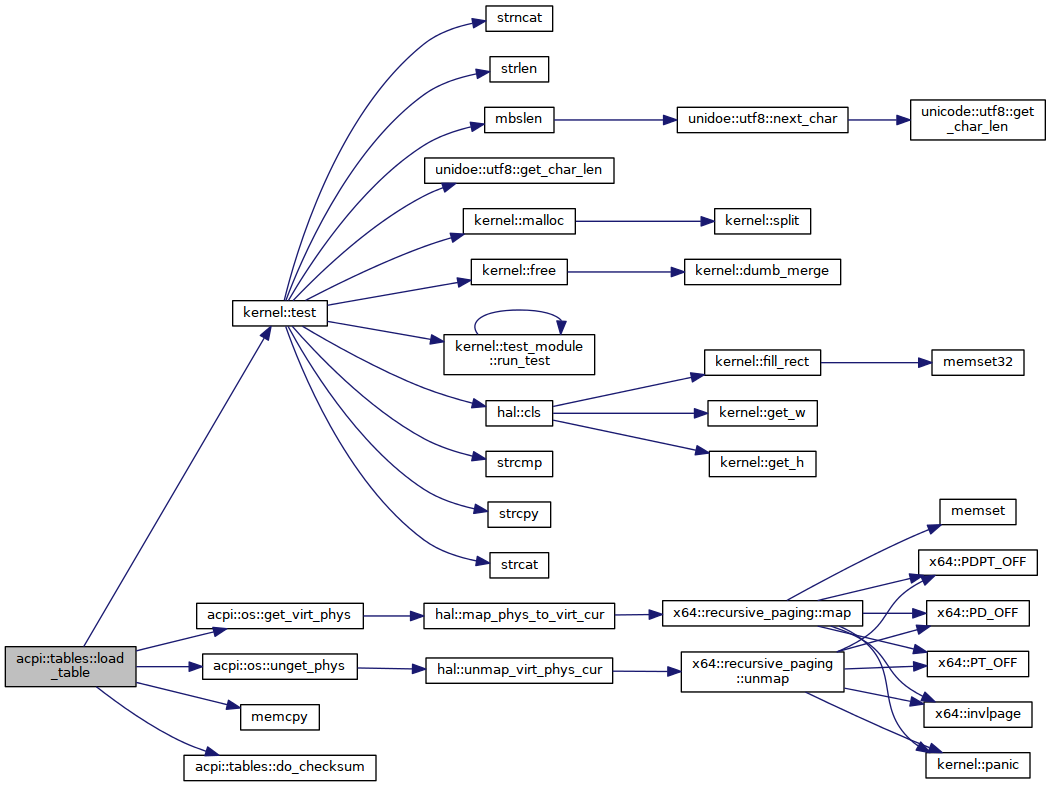 strncat
strlen
mbslen
unidoe::utf8::next_char
unicode::utf8::get
_char_len
unidoe::utf8::get_char_len
kernel::malloc
kernel::split
kernel::free
kernel::dumb_merge
kernel::test
kernel::test_module
::run_test
kernel::fill_rect
memset32
hal::cls
kernel::get_w
strcmp
kernel::get_h
strcpy
memset
strcat
x64::PDPT_OFF
acpi::os::get_virt_phys
hal::map_phys_to_virt_cur
x64::recursive_paging::map
x64::PD_OFF
acpi::tables::load
_table
acpi::os::unget_phys
hal::unmap_virt_phys_cur
x64::recursive_paging
::unmap
x64::PT_OFF
memcpy
x64::invlpage
acpi::tables::do_checksum
kernel::panic